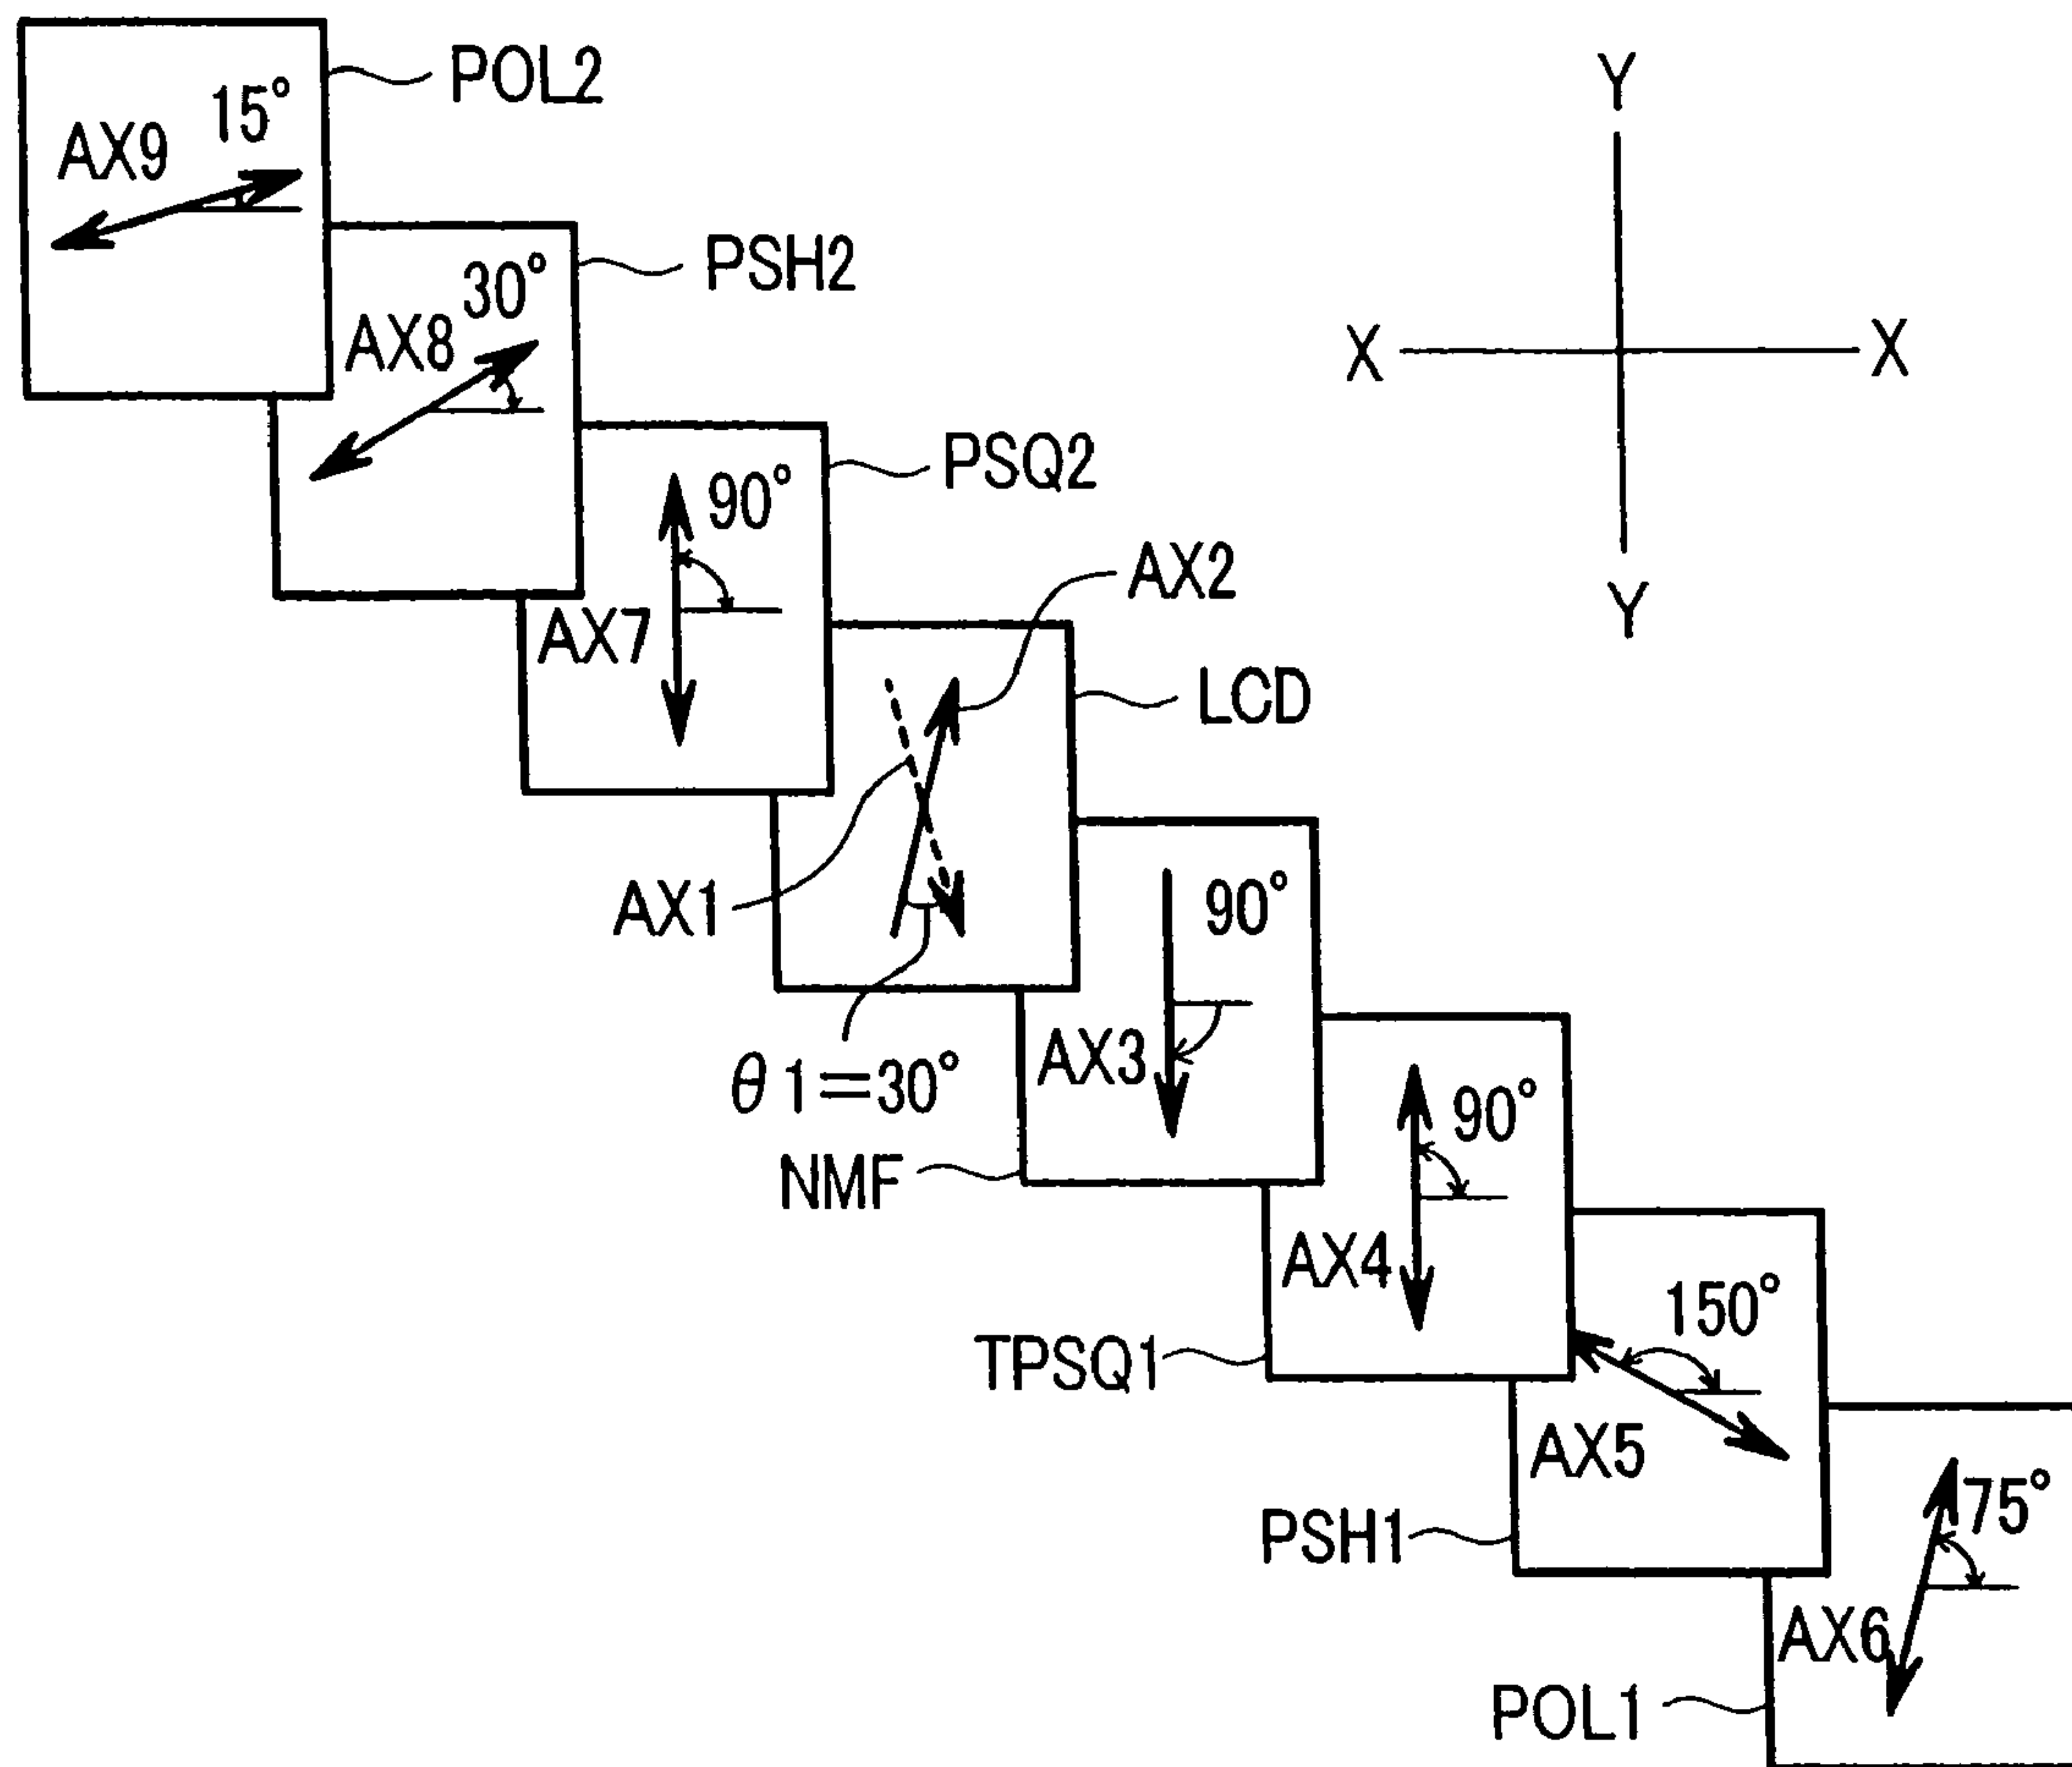 POL2
15°
AX9
PSH2
30°
AX8
PSQ2
90°
AX7
Y
X X
Y
AX2
LCD
AX1
θ1=30°
90°
AX3
NMF
90°
AX4
TPSQ1
150°
AX5
PSH1
75°
AX6
POL1